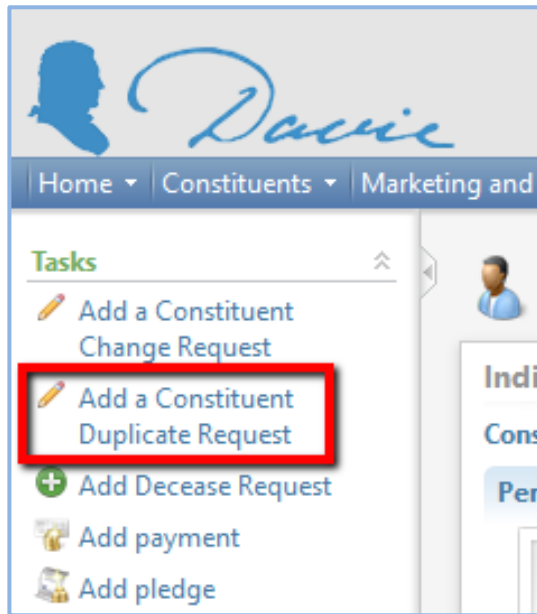 Davie
Home Constituents Marketing and
Tasks
Add a Constituent
Change Request
Indi
Add a Constituent
Duplicate Request
Cons
Add Decease Request
Per
Add payment
Add pledge